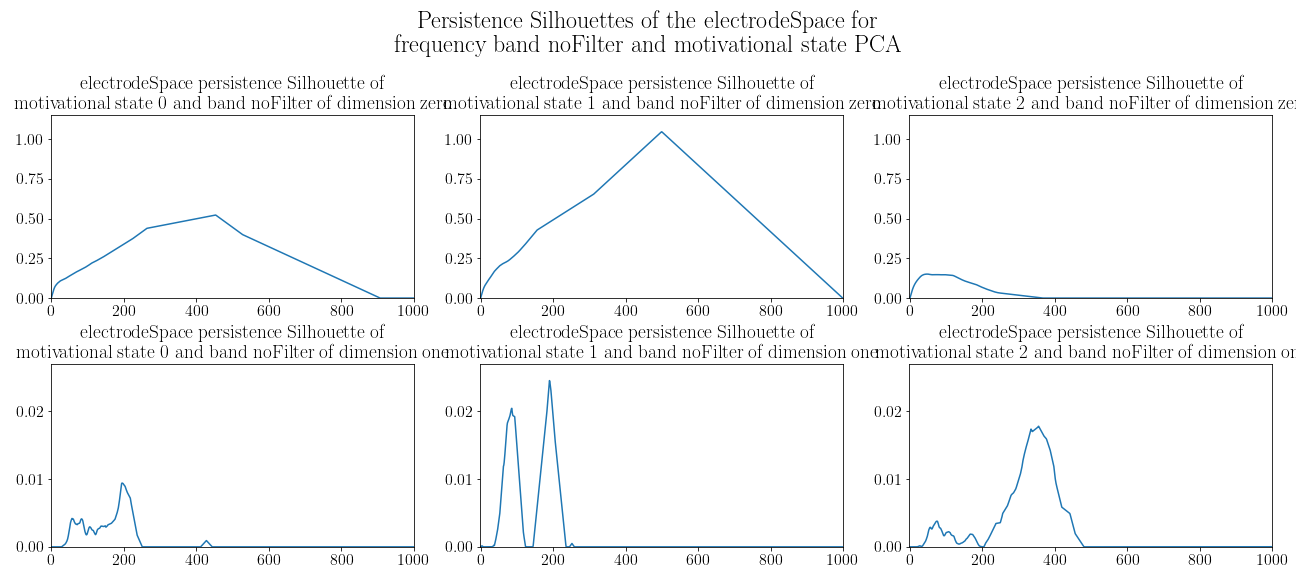 Persistence Silhouettes of the electrodeSpace for
frequency band noFilter and motivational state PCA
electrodeSpace persistence Silhouette of
motivational state 0 and band noFilter of dimension zero
1.00
0.75
0.50
0.25
0.00
0 200 400 600 800 1000
electrodeSpace persistence Silhouette of
motivational state 1 and band noFilter of dimension zero
1.00
0.75
0.50
0.25
0.00
0 200 400 600 800 1000
electrodeSpace persistence Silhouette of
motivational state 2 and band noFilter of dimension ze
1.00
0.75
0.50
0.25
0.00
0 200 400 600 800 1000
electrodeSpace persistence Silhouette of
motivational state 0 and band noFilter of dimension one
0.02
0.01
0.00
0 200 400 600 800 1000
electrodeSpace persistence Silhouette of
motivational state 1 and band noFilter of dimension one
0.02
0.01
0.00
0 200 400 600 800 1000
electrodeSpace persistence Silhouette of
motivational state 2 and band noFilter of dimension on
0.02
0.01
0.00
0 200 400 600 800 1000